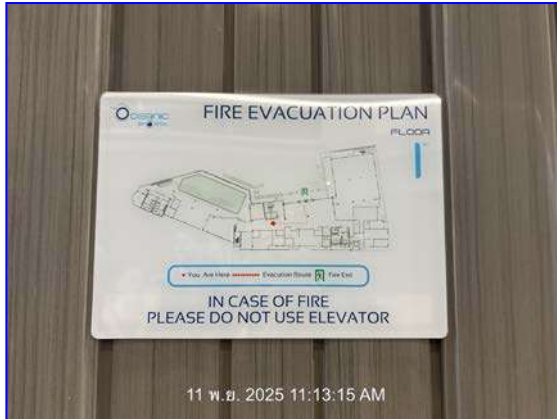 Oceanic
FIRE EVACUATION PLAN
FLOOR
1
You Are Here
Evacuation Route
Fire Exit
IN CASE OF FIRE
PLEASE DO NOT USE ELEVATOR
11 พ.ย. 2025 11:13:15 AM